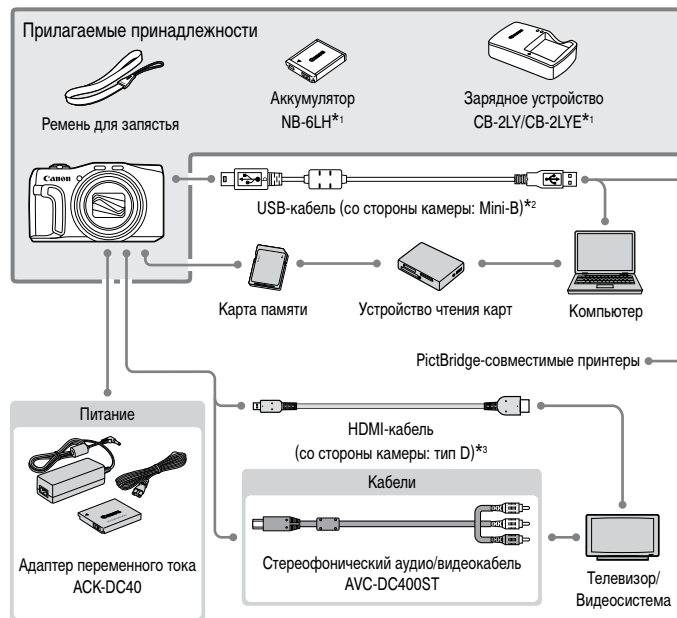 Прилагаемые принадлежности
Ремень для запястья
Аккумулятор
NB-6LH*1
Зарядное устройство
CB-2LY/CB-2LYE*1
Canon
USB-кабель (со стороны камеры: Mini-B)*2
Карта памяти
Устройство чтения карт
Компьютер
PictBridge-совместимые принтеры
Питание
HDMI-кабель
(со стороны камеры: тип D)*3
Кабели
Адаптер переменного тока
ACK-DC40
Стереофонический аудио/видеокабель
AVC-DC400ST
Телевизор/
Видеосистема